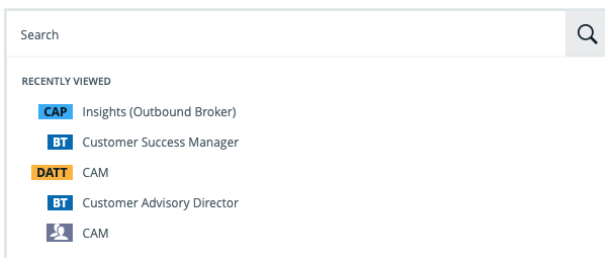 Search
RECENTLY VIEWED
CAP Insights (Outbound Broker)
BT Customer Success Manager
DATT CAM
BT Customer Advisory Director
CAM